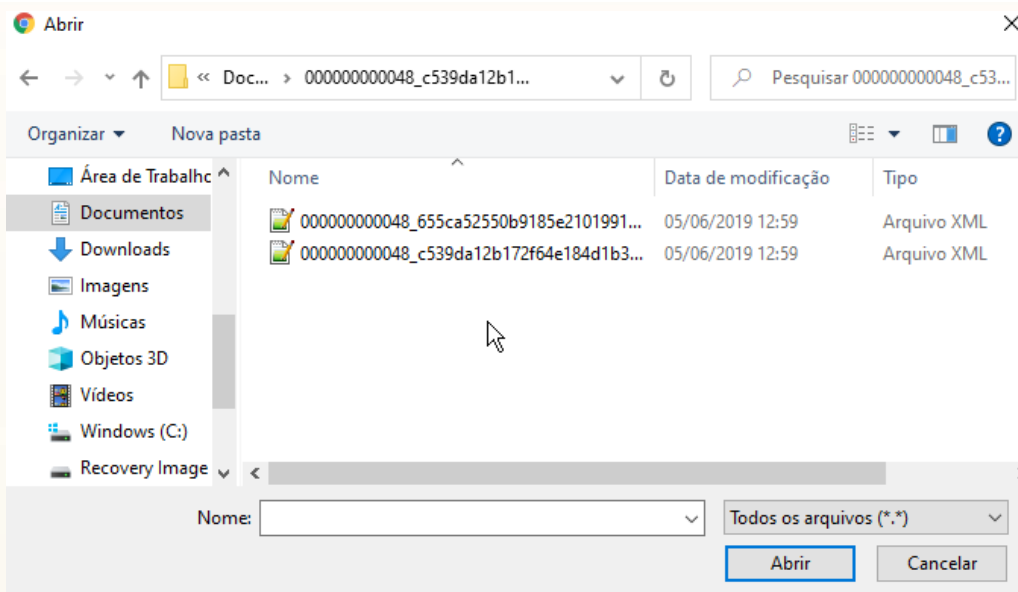 Abrir
« Doc... › 000000000048_c539da12b1... Pesquisar 000000000048_c53...
Organizar Nova pasta
Área de Trabalho Nome Data de modificação Tipo
Documentos 000000000048_655ca52550b9185e2101991... 05/06/2019 12:59 Arquivo XML
Downloads 000000000048_c539da12b172f64e184d1b3... 05/06/2019 12:59 Arquivo XML
Imagens
Músicas
Objetos 3D
Vídeos
Windows (C:)
Recovery Image
Nome: Todos os arquivos (*.*)
Abrir Cancelar